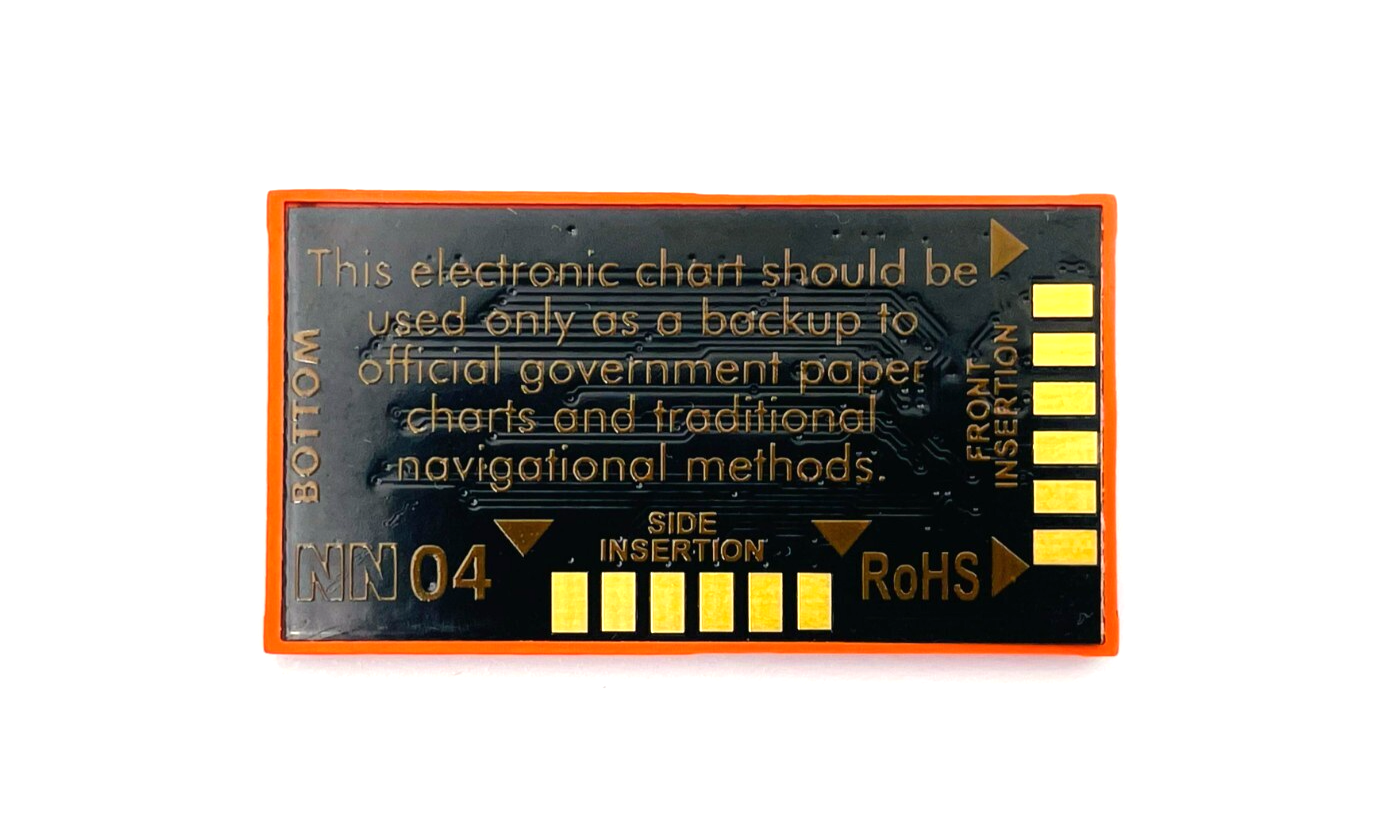 This electronic chart should be
used only as a backup to
official government paper
charts and traditional
navigational methods.
BOTTOM
FRONT
INSERTION
SIDE
INSERTION
NN04
RoHS